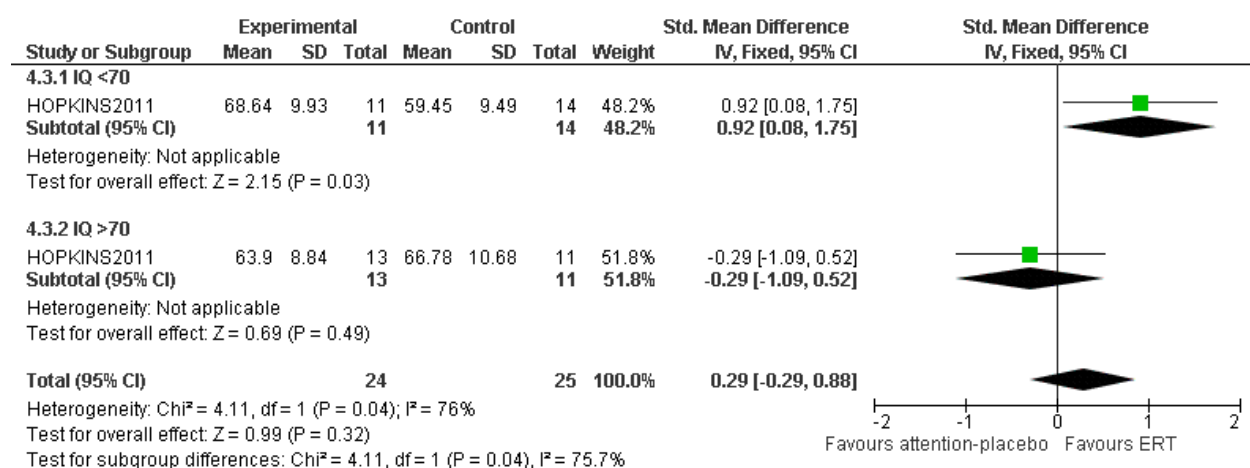 Experimental Control Std. Mean Difference Std. Mean Difference
Study or Subgroup Mean SD Total Mean SD Total Weight IV, Fixed, 95% CI IV, Fixed, 95% CI
4.3.1 IQ <70
HOPKINS2011 68.64 9.93 11 59.45 9.49 14 48.2% 0.92 [0.08, 1.75]
Subtotal (95% CI) 11 14 48.2% 0.92 [0.08, 1.75]
Heterogeneity: Not applicable
Test for overall effect: Z = 2.15 (P = 0.03)
4.3.2 IQ >70
HOPKINS2011 63.9 8.84 13 66.78 10.68 11 51.8% -0.29 [-1.09, 0.52]
Subtotal (95% CI) 13 11 51.8% -0.29 [-1.09, 0.52]
Heterogeneity: Not applicable
Test for overall effect: Z = 0.69 (P = 0.49)
Total (95% CI) 24 25 100.0% 0.29 [-0.29, 0.88]
Heterogeneity: Chi² = 4.11, df = 1 (P = 0.04); I² = 76%
Test for overall effect: Z = 0.99 (P = 0.32)
Test for subgroup differences: Chi² = 4.11, df = 1 (P = 0.04), I² = 75.7%
-2 -1 0 1 2
Favours attention-placebo Favours ERT